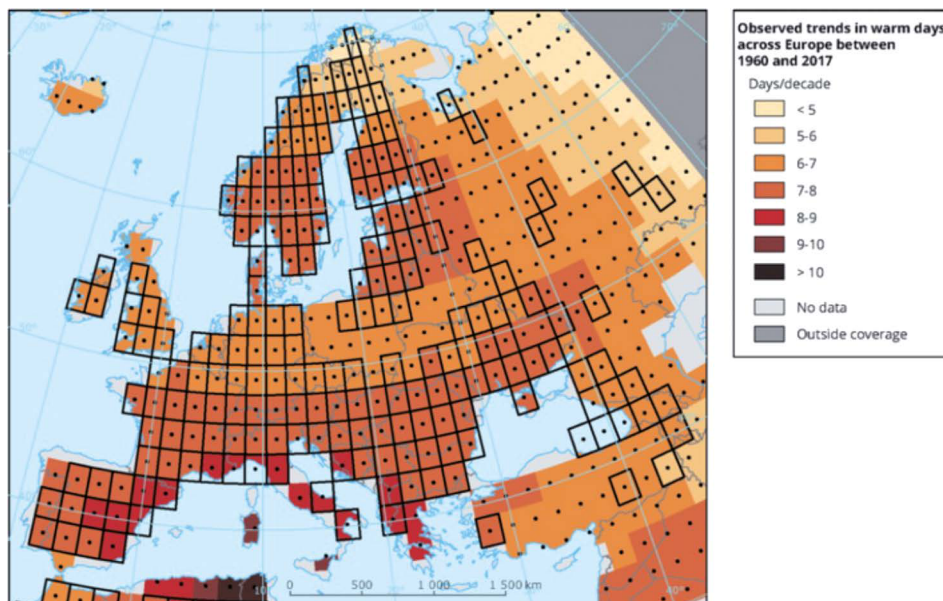 Observed trends in warm days
across Europe between
1960 and 2017
Days/decade
< 5
5-6
6-7
7-8
8-9
9-10
> 10
No data
Outside coverage
0 500 1 000 1 500 km